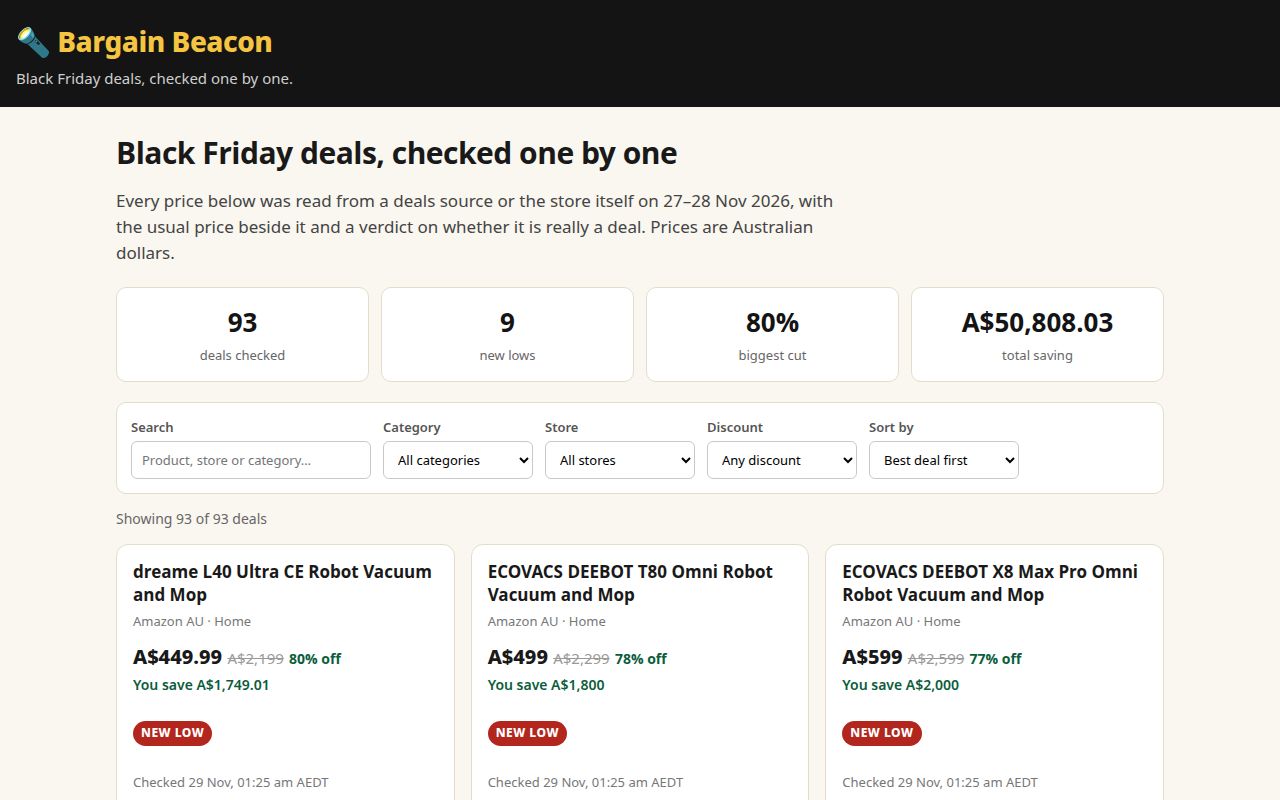 Bargain Beacon
Black Friday deals, checked one by one.
Black Friday deals, checked one by one
Every price below was read from a deals source or the store itself on 27–28 Nov 2026, with
the usual price beside it and a verdict on whether it is really a deal. Prices are Australian
dollars.
93
deals checked
9
new lows
80%
biggest cut
A$50,808.03
total saving
Search
Product, store or category...
Category
All categories
Store
All stores
Discount
Any discount
Sort by
Best deal first
Showing 93 of 93 deals
dreame L40 Ultra CE Robot Vacuum
and Mop
Amazon AU · Home
A$449.99 A$2,199 80% off
You save A$1,749.01
NEW LOW
Checked 29 Nov, 01:25 am AEDT
ECOVACS DEEBOT T80 Omni Robot
Vacuum and Mop
Amazon AU · Home
A$499 A$2,299 78% off
You save A$1,800
NEW LOW
Checked 29 Nov, 01:25 am AEDT
ECOVACS DEEBOT X8 Max Pro Omni
Robot Vacuum and Mop
Amazon AU · Home
A$599 A$2,599 77% off
You save A$2,000
NEW LOW
Checked 29 Nov, 01:25 am AEDT